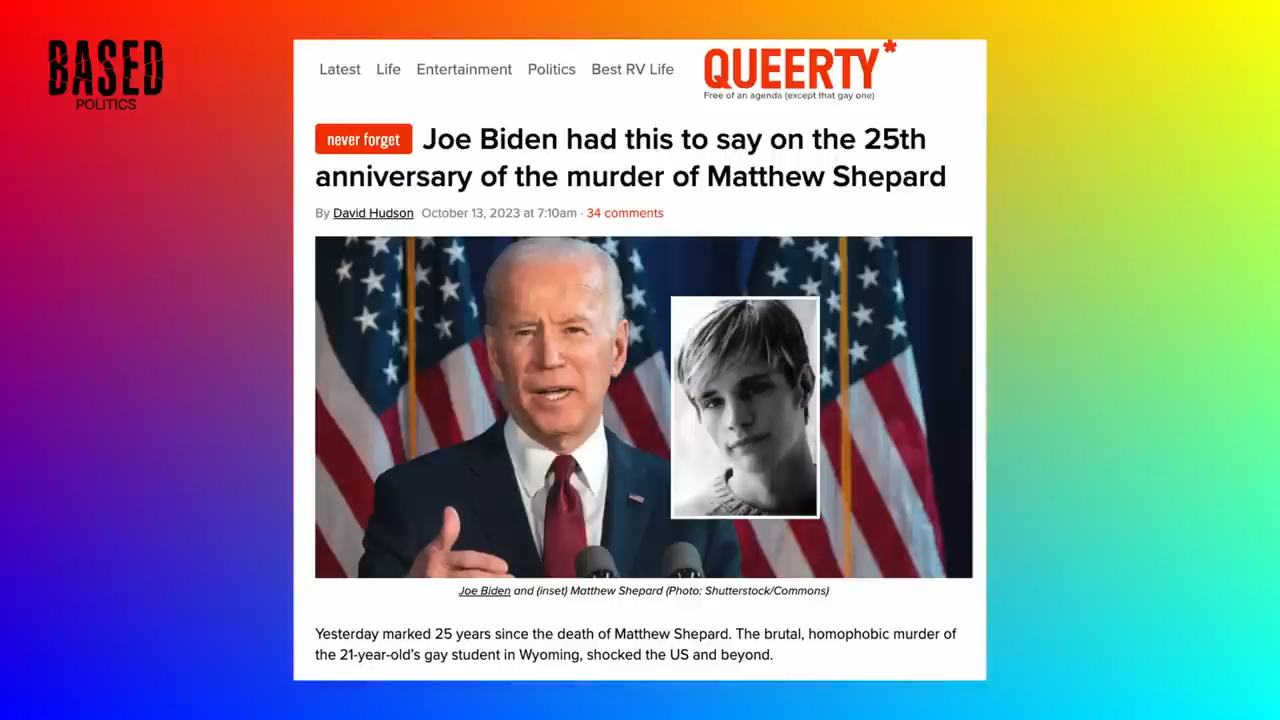 BASED
POLITICS
Latest Life Entertainment Politics Best RV Life
QUEERTY*
Free of an agenda (except that gay one)
never forget Joe Biden had this to say on the 25th
anniversary of the murder of Matthew Shepard
By David Hudson October 13, 2023 at 7:10am · 34 comments
Joe Biden and (inset) Matthew Shepard (Photo: Shutterstock/Commons)
Yesterday marked 25 years since the death of Matthew Shepard. The brutal, homophobic murder of
the 21-year-old's gay student in Wyoming, shocked the US and beyond.